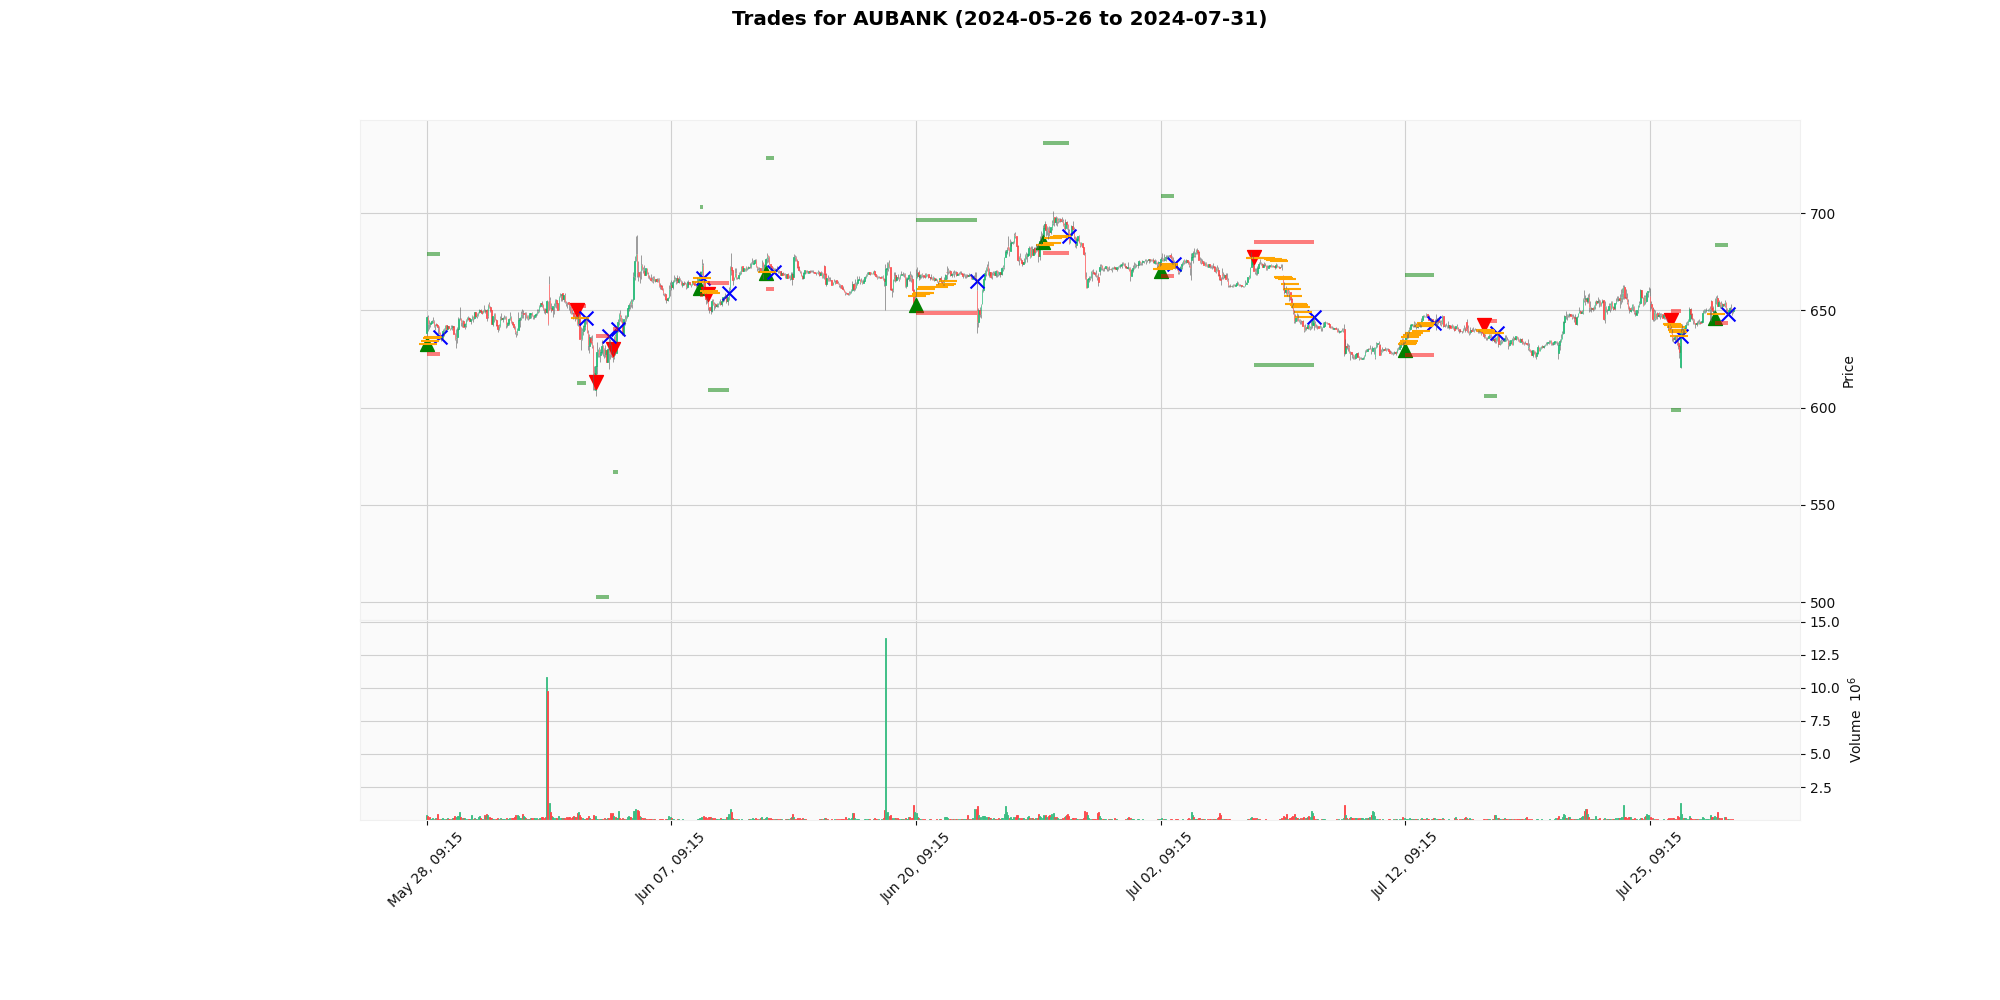 Trades for AUBANK (2024-05-26 to 2024-07-31)
700
650
600
550
500
Price
15.0
12.5
10.0
7.5
5.0
2.5
Volume 10^6
May 28, 09:15
Jun 07, 09:15
Jun 20, 09:15
Jul 02, 09:15
Jul 12, 09:15
Jul 25, 09:15